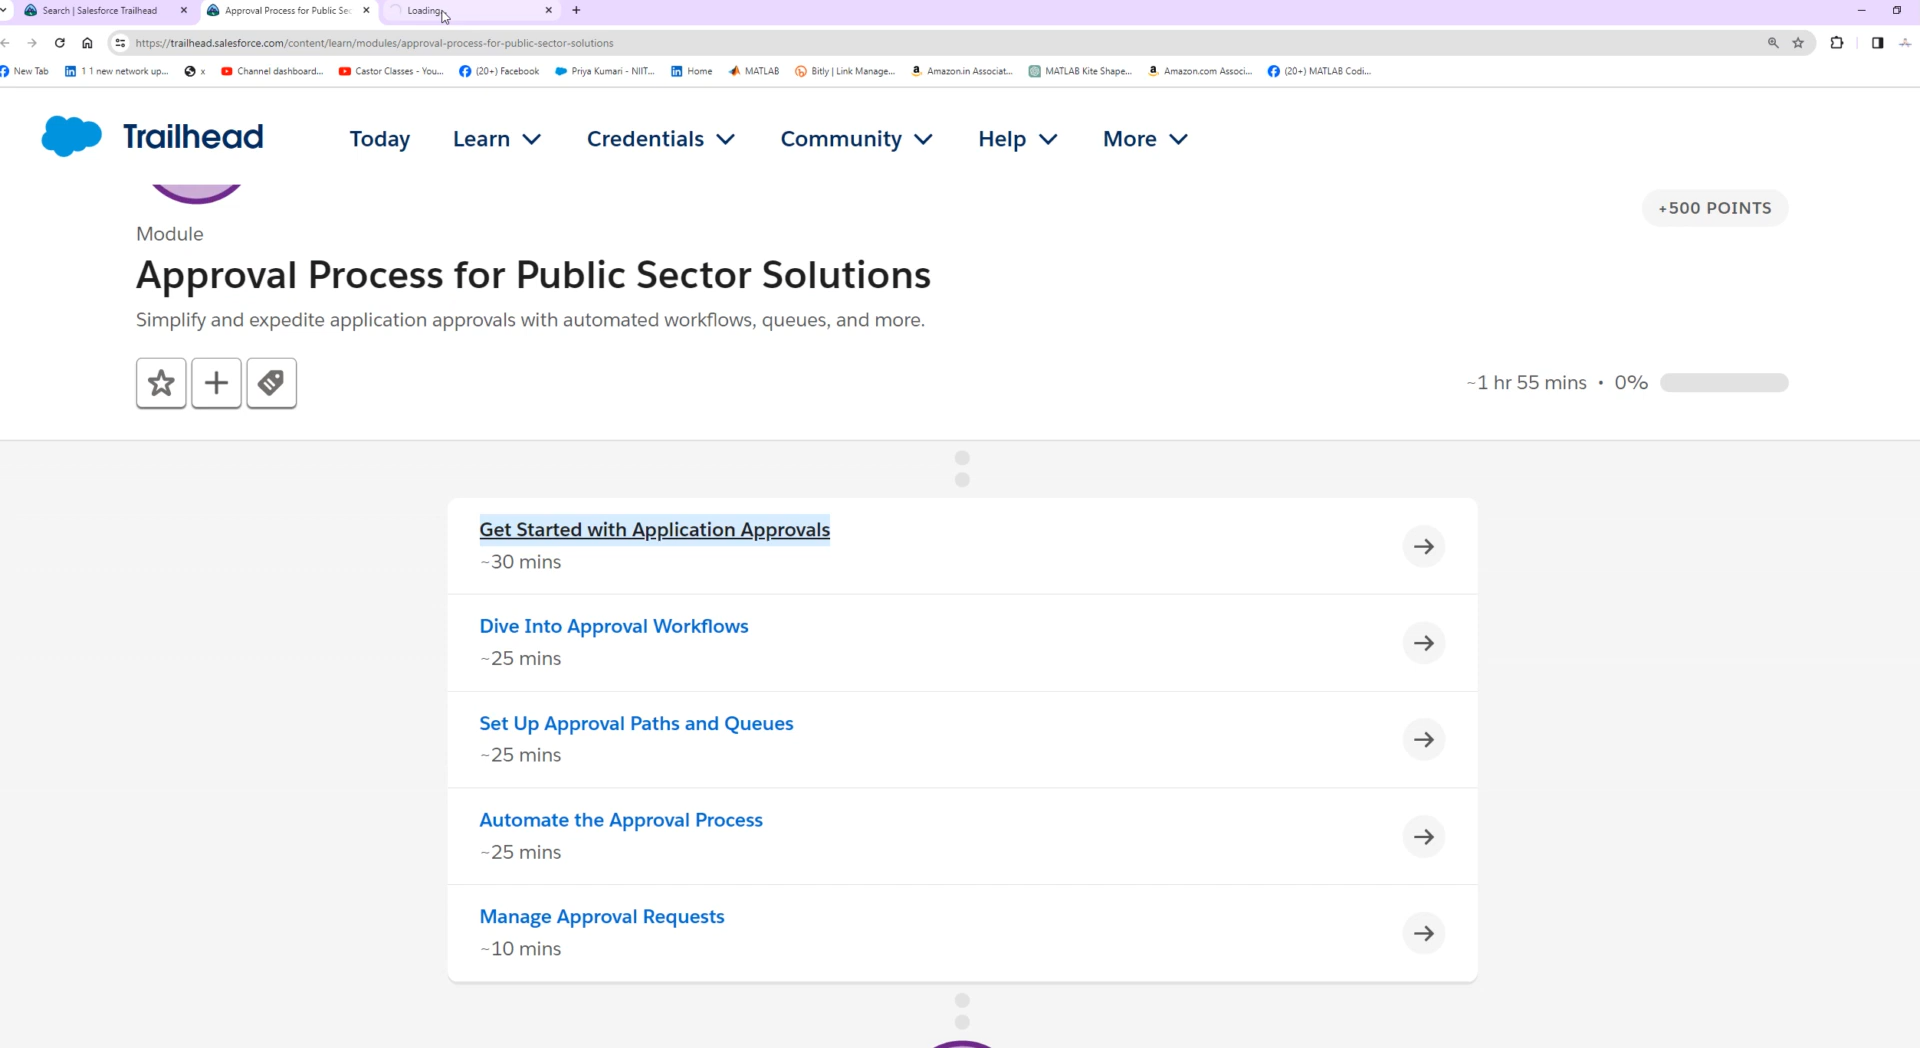 Search | Salesforce Trailhead
Approval Process for Public Sec
Loading...
https://trailhead.salesforce.com/content/learn/modules/approval-process-for-public-sector-solutions
New Tab
1 1 new network up...
x
Channel dashboard...
Castor Classes - You...
(20+) Facebook
Priya Kumari - NIIT...
Home
MATLAB
Bitly | Link Manage...
Amazon.in Associat...
MATLAB Kite Shape...
Amazon.com Associ...
(20+) MATLAB Codi...
Trailhead
Today
Learn
Credentials
Community
Help
More
+500 POINTS
Module
Approval Process for Public Sector Solutions
Simplify and expedite application approvals with automated workflows, queues, and more.
~1 hr 55 mins • 0%
Get Started with Application Approvals
~30 mins
Dive Into Approval Workflows
~25 mins
Set Up Approval Paths and Queues
~25 mins
Automate the Approval Process
~25 mins
Manage Approval Requests
~10 mins